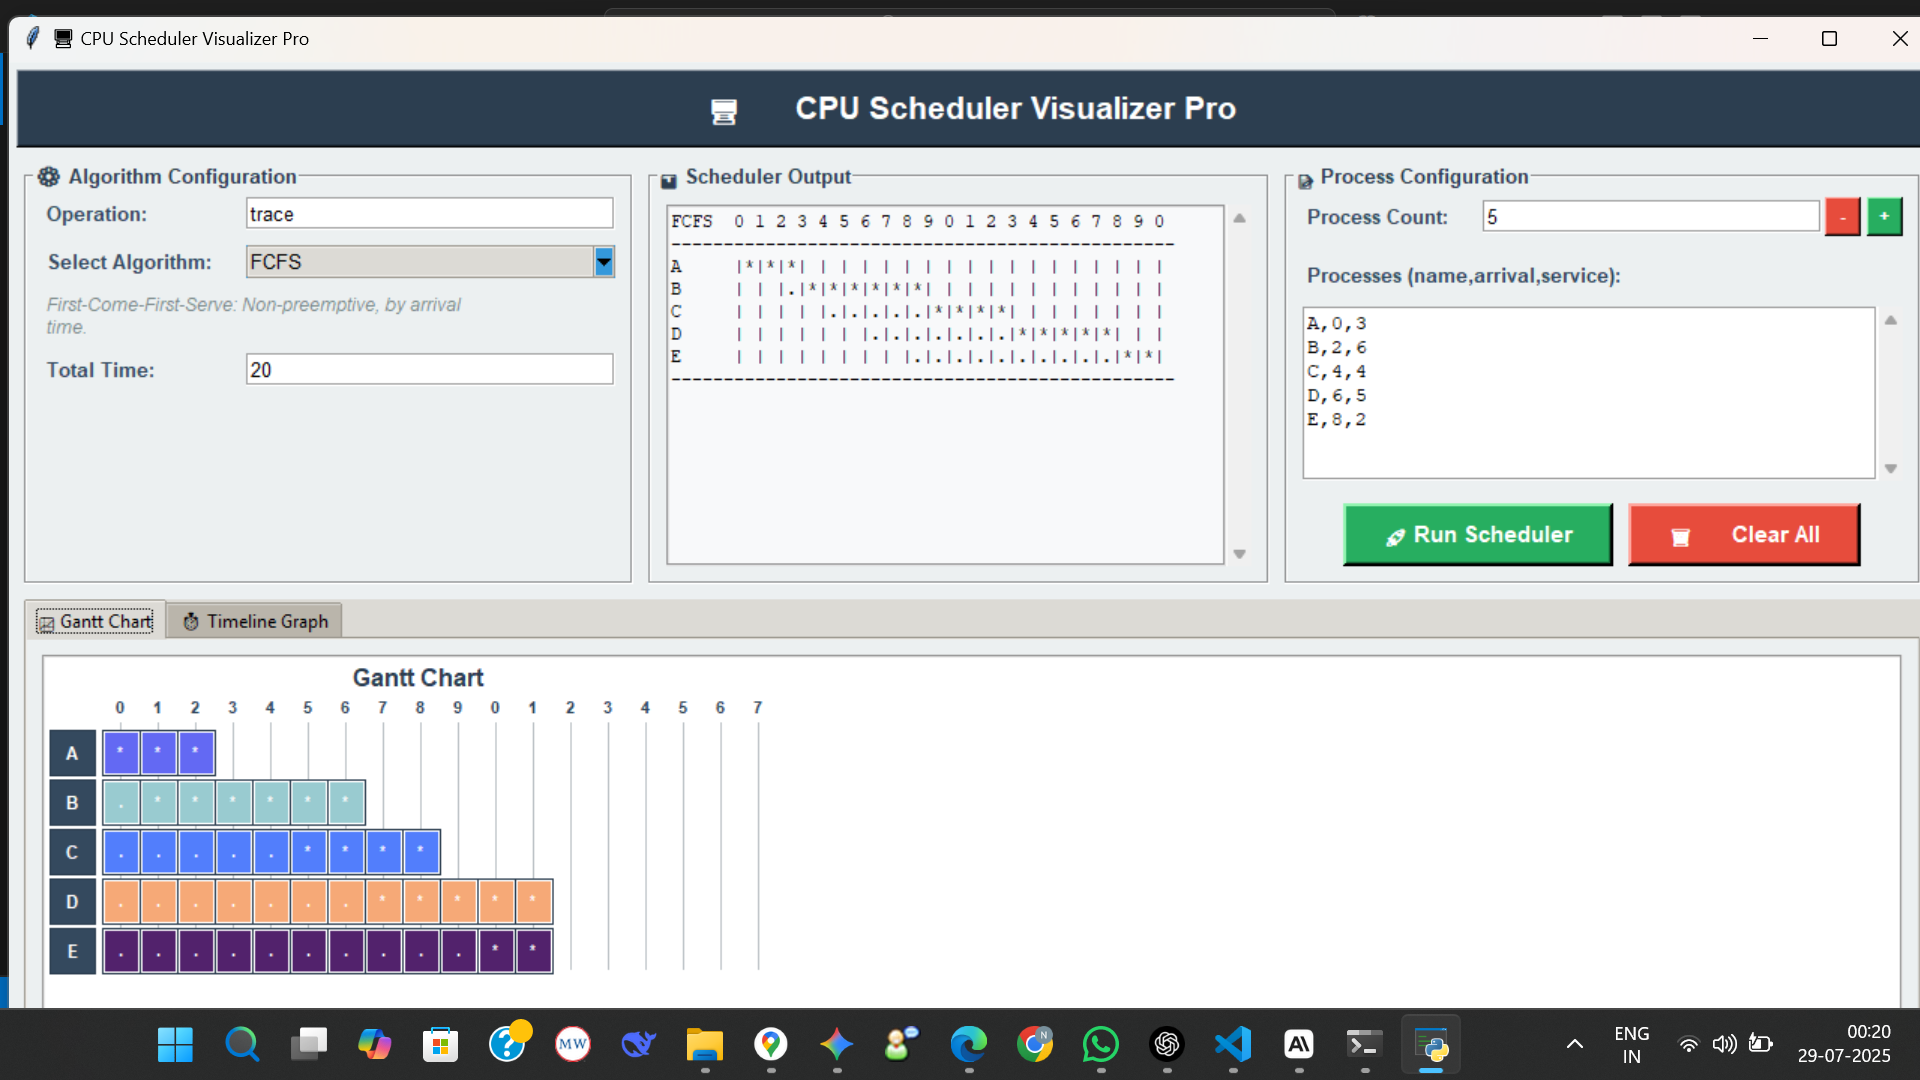 CPU Scheduler Visualizer Pro
CPU Scheduler Visualizer Pro
Algorithm Configuration
Operation: trace
Select Algorithm: FCFS
First-Come-First-Serve: Non-preemptive, by arrival
time.
Total Time: 20
Scheduler Output
FCFS  0 1 2 3 4 5 6 7 8 9 0 1 2 3 4 5 6 7 8 9 0
------------------------------------------------
A     |*|*|*| | | | | | | | | | | | | | | | | |
B     | | |.|*|*|*|*|*|*| | | | | | | | | | | |
C     | | | | |.|.|.|.|.|*|*|*|*| | | | | | | |
D     | | | | | | |.|.|.|.|.|.|.|*|*|*|*|*| | |
E     | | | | | | | | |.|.|.|.|.|.|.|.|.|.|*|*|
------------------------------------------------
Process Configuration
Process Count: 5 - +
Processes (name,arrival,service):
A,0,3
B,2,6
C,4,4
D,6,5
E,8,2
Run Scheduler Clear All
Gantt Chart Timeline Graph
Gantt Chart
0 1 2 3 4 5 6 7 8 9 0 1 2 3 4 5 6 7
A * * *
B . * * * * * *
C . . . . . * * * *
D . . . . . . . * * * * *
E . . . . . . . . . . * *
MW
N
ENG
IN
00:20
29-07-2025